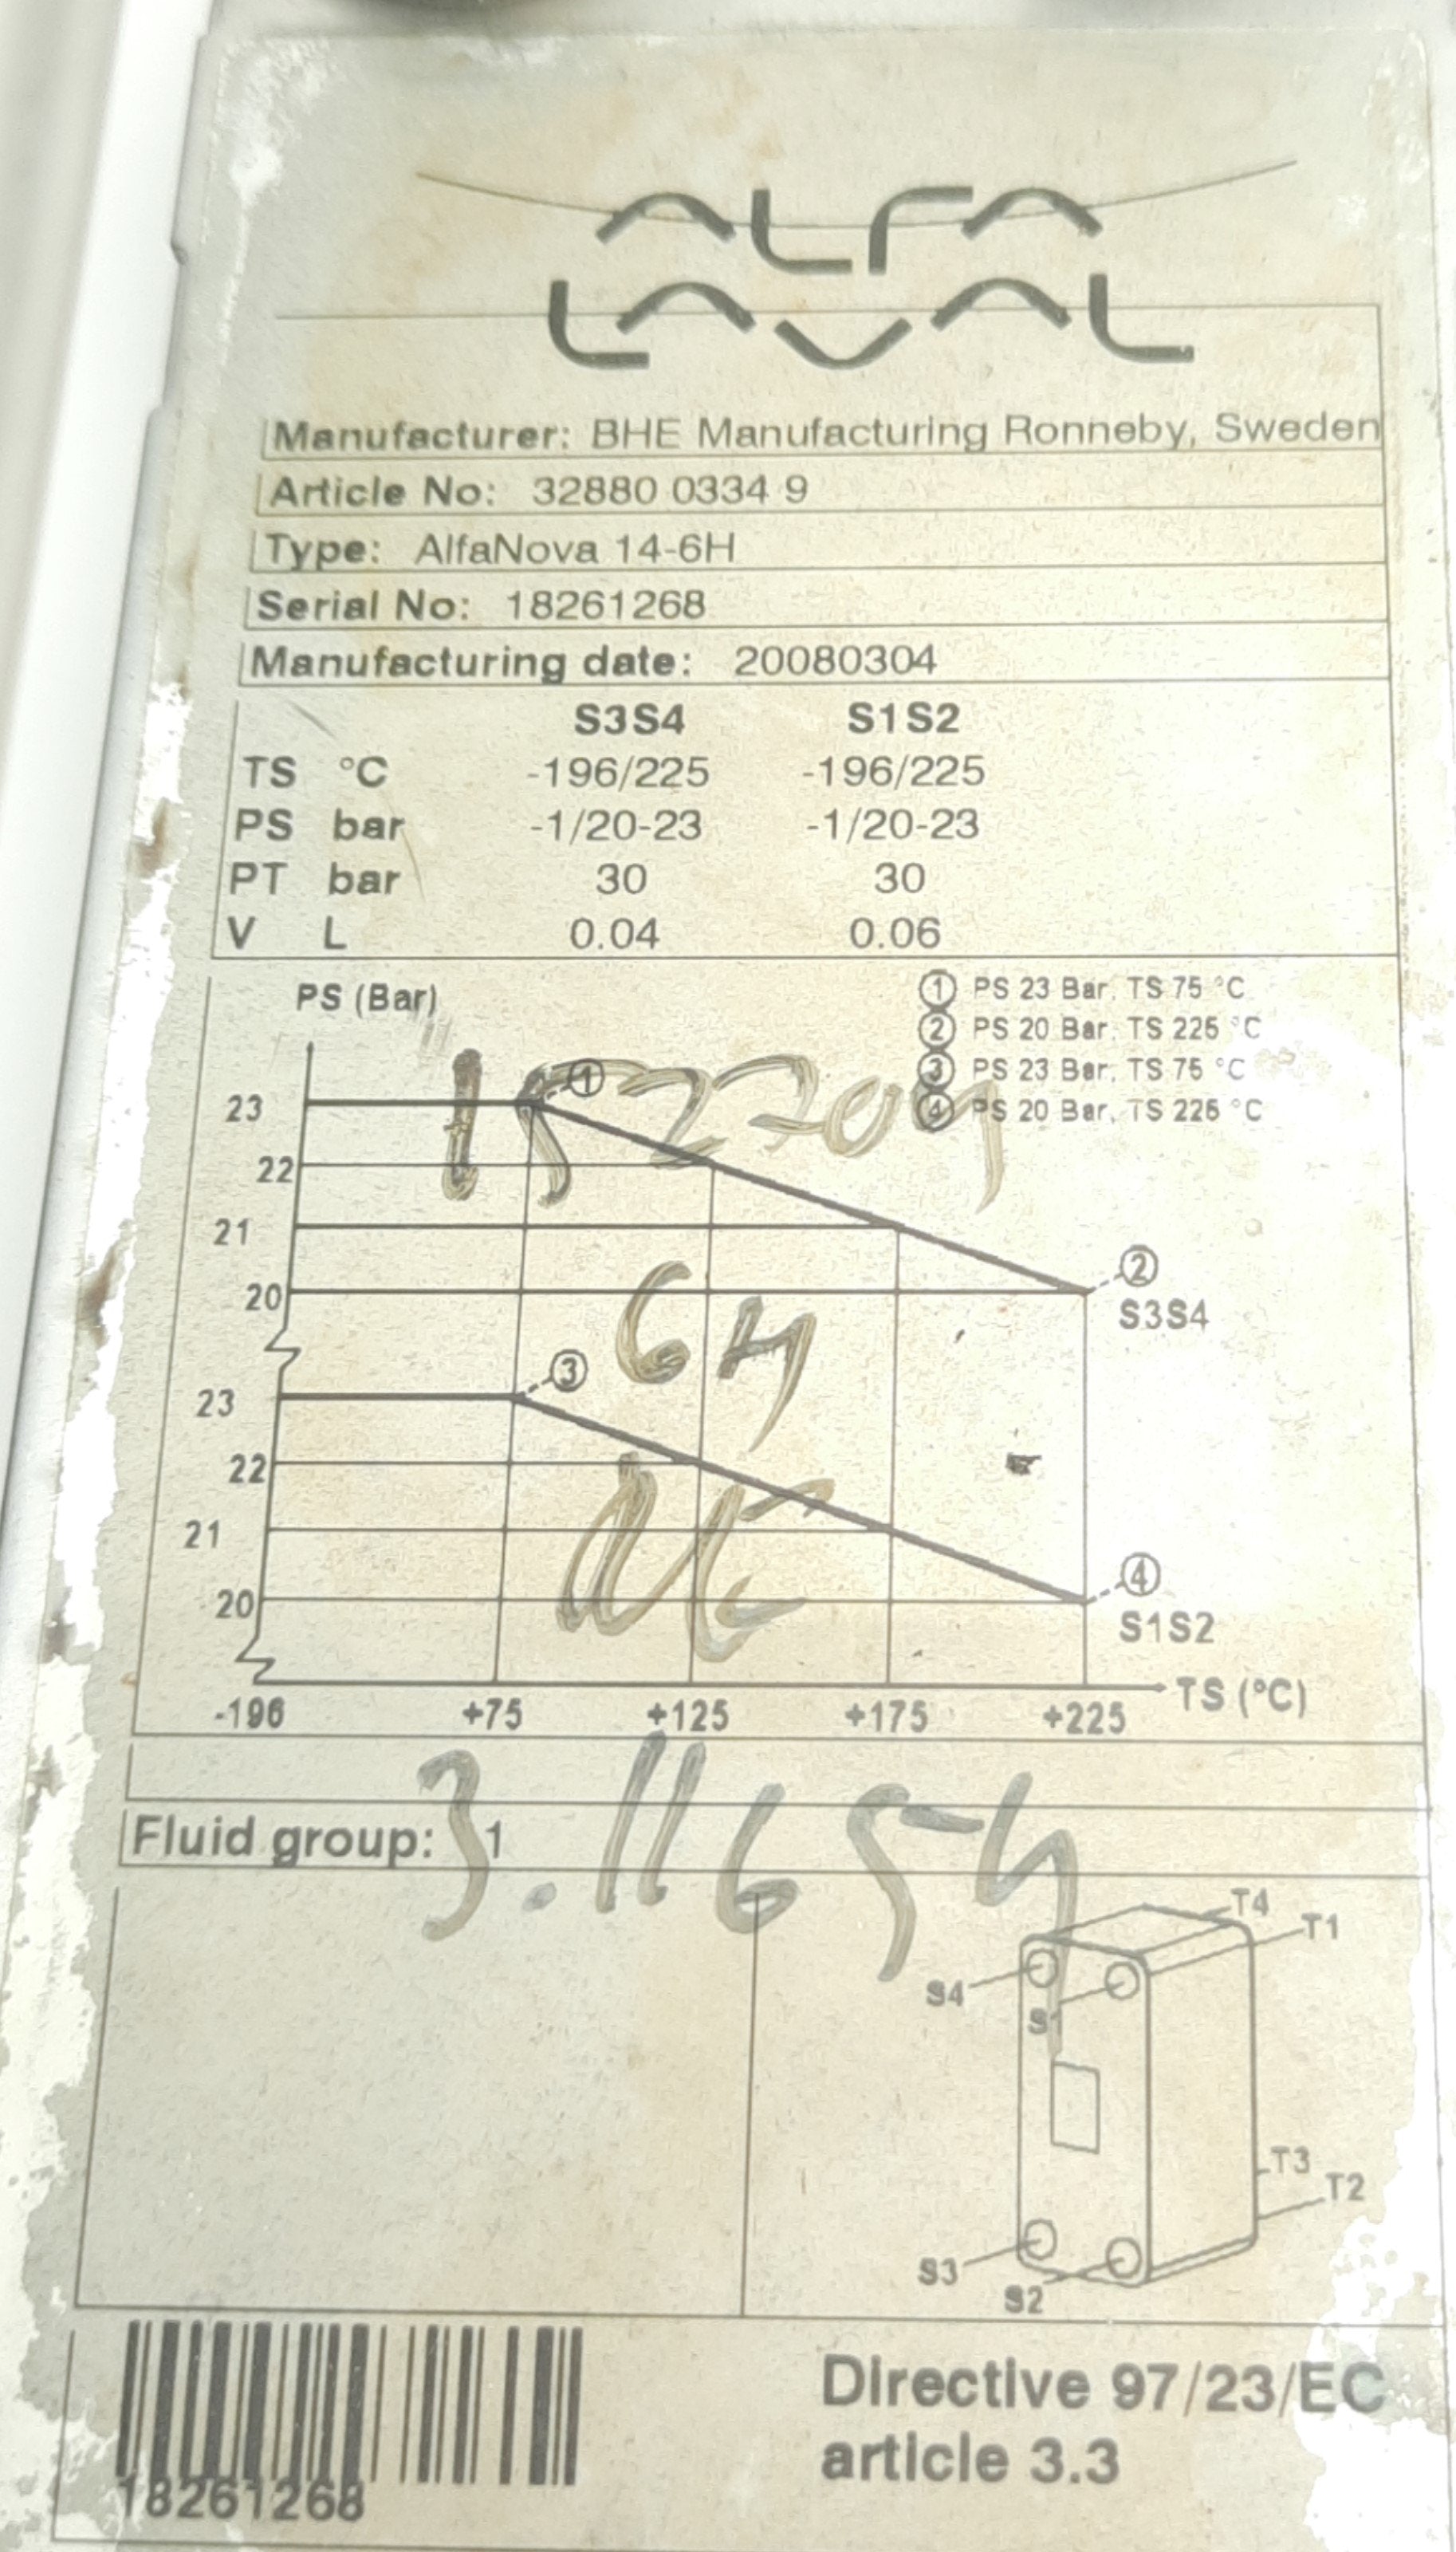 ALFA
LAVAL
Manufacturer: BHE Manufacturing Ronneby, Sweden
Article No: 32880 0334 9
Type: AlfaNova 14-6H
Serial No: 18261268
Manufacturing date: 20080304
S3S4 S1S2
TS °C -196/225 -196/225
PS bar -1/20-23 -1/20-23
PT bar 30 30
V L 0.04 0.06
PS (Bar)
① PS 23 Bar, TS 75 °C
② PS 20 Bar, TS 225 °C
③ PS 23 Bar, TS 75 °C
④ PS 20 Bar, TS 225 °C
23 ①
22
21
20 ②
S3S4
6H
23 ③
22
21
20 ④
S1S2
-196 +75 +125 +175 +225 TS (°C)
Fluid group: 1
T4
T1
S4
T3
T2
S3
S2
18261268
Directive 97/23/EC
article 3.3